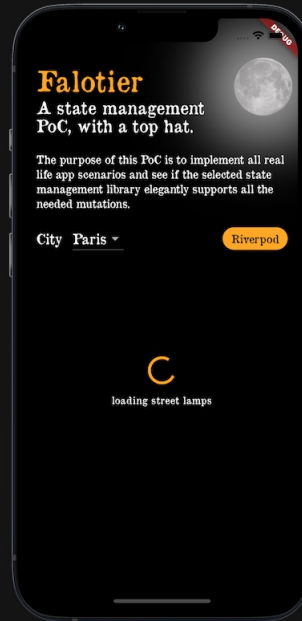 DEBUG
Falotier
A state management
PoC, with a top hat.
The purpose of this PoC is to implement all real
life app scenarios and see if the selected state
management library elegantly supports all the
needed mutations.
City Paris Riverpod
loading street lamps